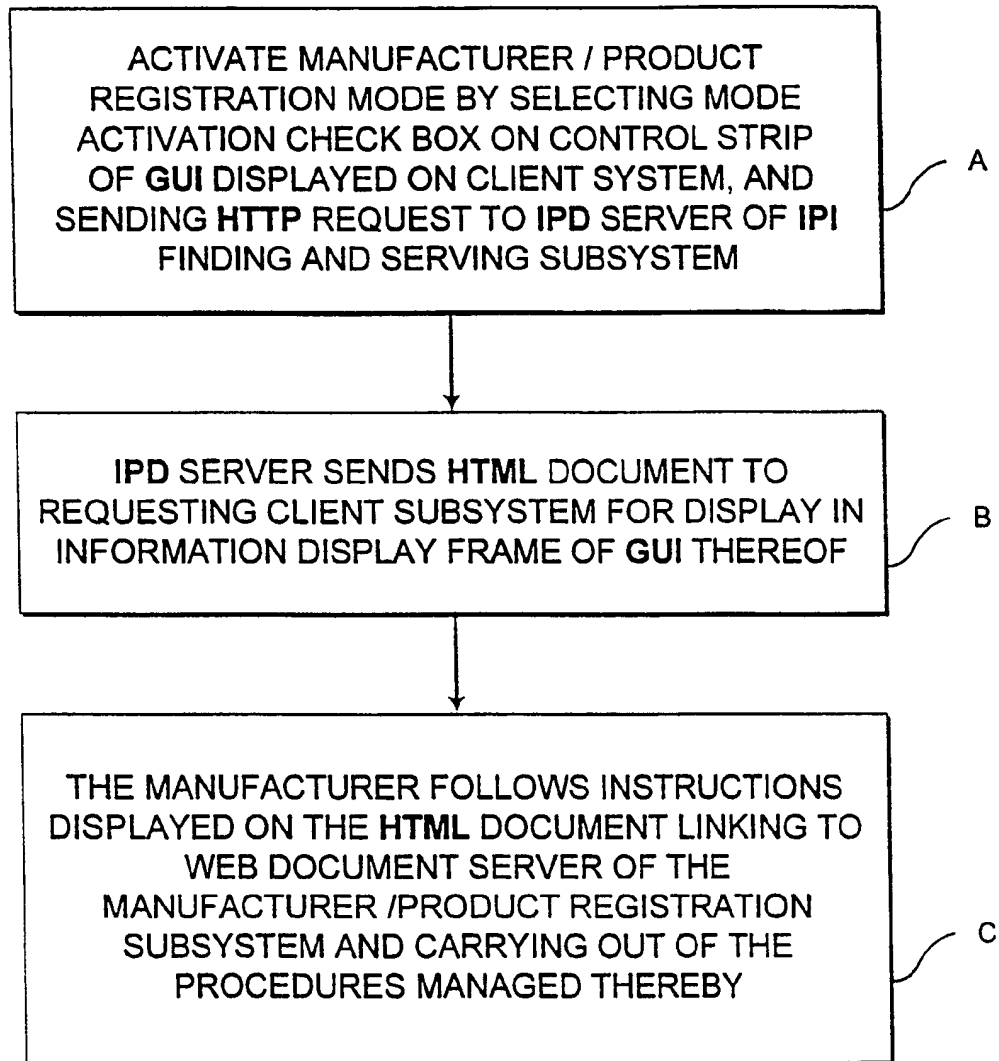 ACTIVATE MANUFACTURER / PRODUCT
REGISTRATION MODE BY SELECTING MODE
ACTIVATION CHECK BOX ON CONTROL STRIP
OF GUI DISPLAYED ON CLIENT SYSTEM, AND
SENDING HTTP REQUEST TO IPD SERVER OF IPI
FINDING AND SERVING SUBSYSTEM
A
IPD SERVER SENDS HTML DOCUMENT TO
REQUESTING CLIENT SUBSYSTEM FOR DISPLAY IN
INFORMATION DISPLAY FRAME OF GUI THEREOF
B
THE MANUFACTURER FOLLOWS INSTRUCTIONS
DISPLAYED ON THE HTML DOCUMENT LINKING TO
WEB DOCUMENT SERVER OF THE
MANUFACTURER /PRODUCT REGISTRATION
SUBSYSTEM AND CARRYING OUT OF THE
PROCEDURES MANAGED THEREBY
C